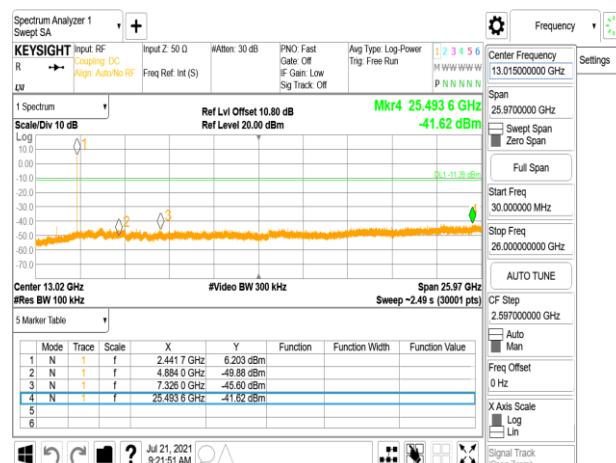 Spectrum Analyzer 1
Swept SA
Frequency
Settings
KEYSIGHT
R
Input: RF
Coupling: DC
Align: Auto/No RF
Input Z: 50 Ω
Freq Ref: Int (S)
#Atten: 30 dB
PNO: Fast
Gate: Off
IF Gain: Low
Sig Track: Off
Avg Type: Log-Power
Trig: Free Run
1 2 3 4 5 6
M W W W W W
P N N N N N
1 Spectrum
Scale/Div 10 dB
Ref Lvl Offset 10.80 dB
Ref Level 20.00 dBm
Mkr4 25.493 6 GHz
-41.62 dBm
Log
10.0
0.00
-10.0
-20.0
-30.0
-40.0
-50.0
-60.0
-70.0
1
2
3
Center 13.02 GHz
#Res BW 100 kHz
#Video BW 300 kHz
Span 25.97 GHz
Sweep ~2.49 s (30001 pts)
5 Marker Table
Mode Trace Scale X Y Function Function Width Function Value
1 N 1 f 2.441 7 GHz 6.203 dBm
2 N 1 f 4.884 0 GHz -49.88 dBm
3 N 1 f 7.326 0 GHz -45.60 dBm
4 N 1 f 25.493 6 GHz -41.62 dBm
5
6
Jul 21, 2021
9:21:51 AM
Center Frequency
13.015000000 GHz
Span
25.9700000 GHz
Swept Span
Zero Span
Full Span
Start Freq
30.000000 MHz
Stop Freq
26.000000000 GHz
AUTO TUNE
CF Step
2.597000000 GHz
Auto
Man
Freq Offset
0 Hz
X Axis Scale
Log
Lin
Signal Track